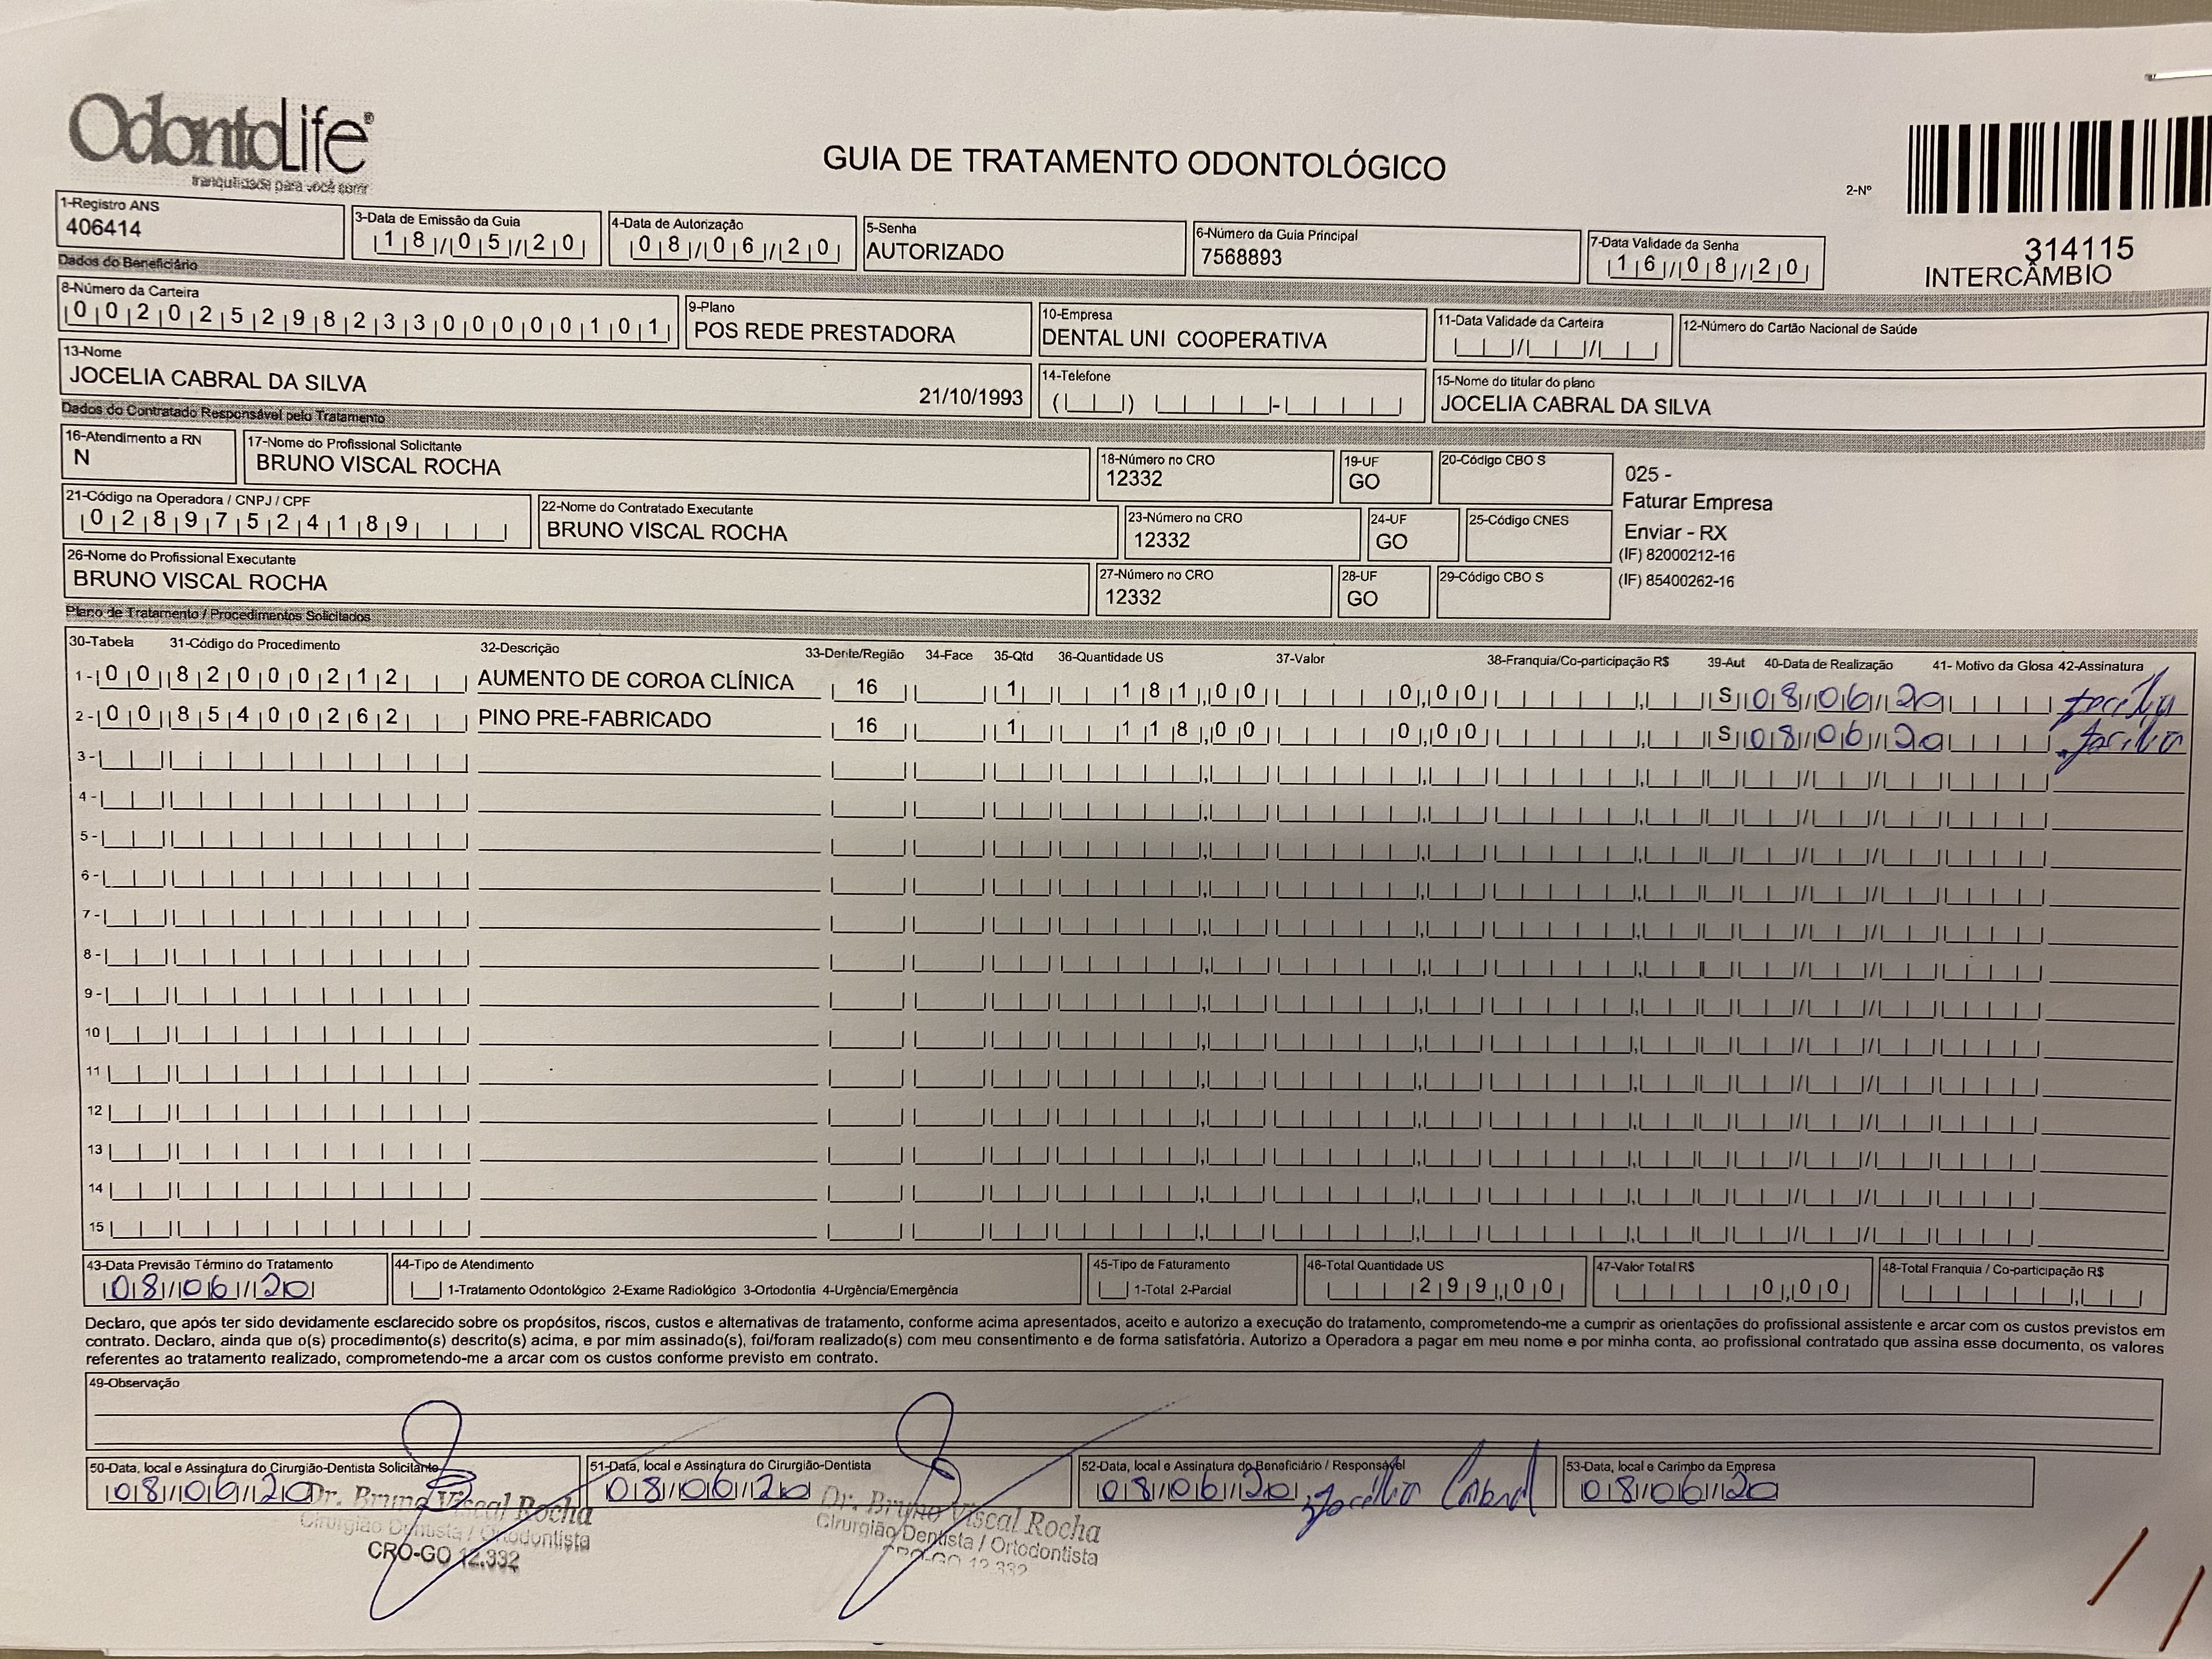 OdontoLife®
tranquilidade para você sorrir
GUIA DE TRATAMENTO ODONTOLÓGICO
2-Nº
314115
INTERCÂMBIO
1-Registro ANS
406414
3-Data de Emissão da Guia
18/05/20
4-Data de Autorização
08/06/20
5-Senha
AUTORIZADO
6-Número da Guia Principal
7568893
7-Data Validade da Senha
16/08/20
Dados do Beneficiário
8-Número da Carteira
00202529823300000101
9-Plano
POS REDE PRESTADORA
10-Empresa
DENTAL UNI COOPERATIVA
11-Data Validade da Carteira
12-Número do Cartão Nacional de Saúde
13-Nome
JOCELIA CABRAL DA SILVA 21/10/1993
14-Telefone
15-Nome do titular do plano
JOCELIA CABRAL DA SILVA
Dados do Contratado Responsável pelo Tratamento
16-Atendimento a RN
N
17-Nome do Profissional Solicitante
BRUNO VISCAL ROCHA
18-Número no CRO
12332
19-UF
GO
20-Código CBO S
025 -
Faturar Empresa
Enviar - RX
(IF) 82000212-16
(IF) 85400262-16
21-Código na Operadora / CNPJ / CPF
02897524189
22-Nome do Contratado Executante
BRUNO VISCAL ROCHA
23-Número no CRO
12332
24-UF
GO
25-Código CNES
26-Nome do Profissional Executante
BRUNO VISCAL ROCHA
27-Número no CRO
12332
28-UF
GO
29-Código CBO S
Plano de Tratamento / Procedimentos Solicitados
30-Tabela 31-Código do Procedimento 32-Descrição 33-Dente/Região 34-Face 35-Qtd 36-Quantidade US 37-Valor 38-Franquia/Co-participação R$ 39-Aut 40-Data de Realização 41- Motivo da Glosa 42-Assinatura
1- 00 82000212 AUMENTO DE COROA CLÍNICA 16 1 181,00 0,00 S 08/06/20 Jocélia
2- 00 85400262 PINO PRE-FABRICADO 16 1 118,00 0,00 S 08/06/20 Jocélia
3-
4-
5-
6-
7-
8-
9-
10
11
12
13
14
15
43-Data Previsão Término do Tratamento
08/06/20
44-Tipo de Atendimento
1-Tratamento Odontológico 2-Exame Radiológico 3-Ortodontia 4-Urgência/Emergência
45-Tipo de Faturamento
1-Total 2-Parcial
46-Total Quantidade US
299,00
47-Valor Total R$
0,00
48-Total Franquia / Co-participação R$
Declaro, que após ter sido devidamente esclarecido sobre os propósitos, riscos, custos e alternativas de tratamento, conforme acima apresentados, aceito e autorizo a execução do tratamento, comprometendo-me a cumprir as orientações do profissional assistente e arcar com os custos previstos em
contrato. Declaro, ainda que o(s) procedimento(s) descrito(s) acima, e por mim assinado(s), foi/foram realizado(s) com meu consentimento e de forma satisfatória. Autorizo a Operadora a pagar em meu nome e por minha conta, ao profissional contratado que assina esse documento, os valores
referentes ao tratamento realizado, comprometendo-me a arcar com os custos conforme previsto em contrato.
49-Observação
50-Data, local e Assinatura do Cirurgião-Dentista Solicitante
08/06/20
Dr. Bruno Viscal Rocha
Cirurgião Dentista / Ortodontista
CRO-GO 12.332
51-Data, local e Assinatura do Cirurgião-Dentista
08/06/20
Dr. Bruno Viscal Rocha
Cirurgião Dentista / Ortodontista
CRO-GO 12.332
52-Data, local e Assinatura do Beneficiário / Responsável
08/06/20 Jocélia Cabral
53-Data, local e Carimbo da Empresa
08/06/20